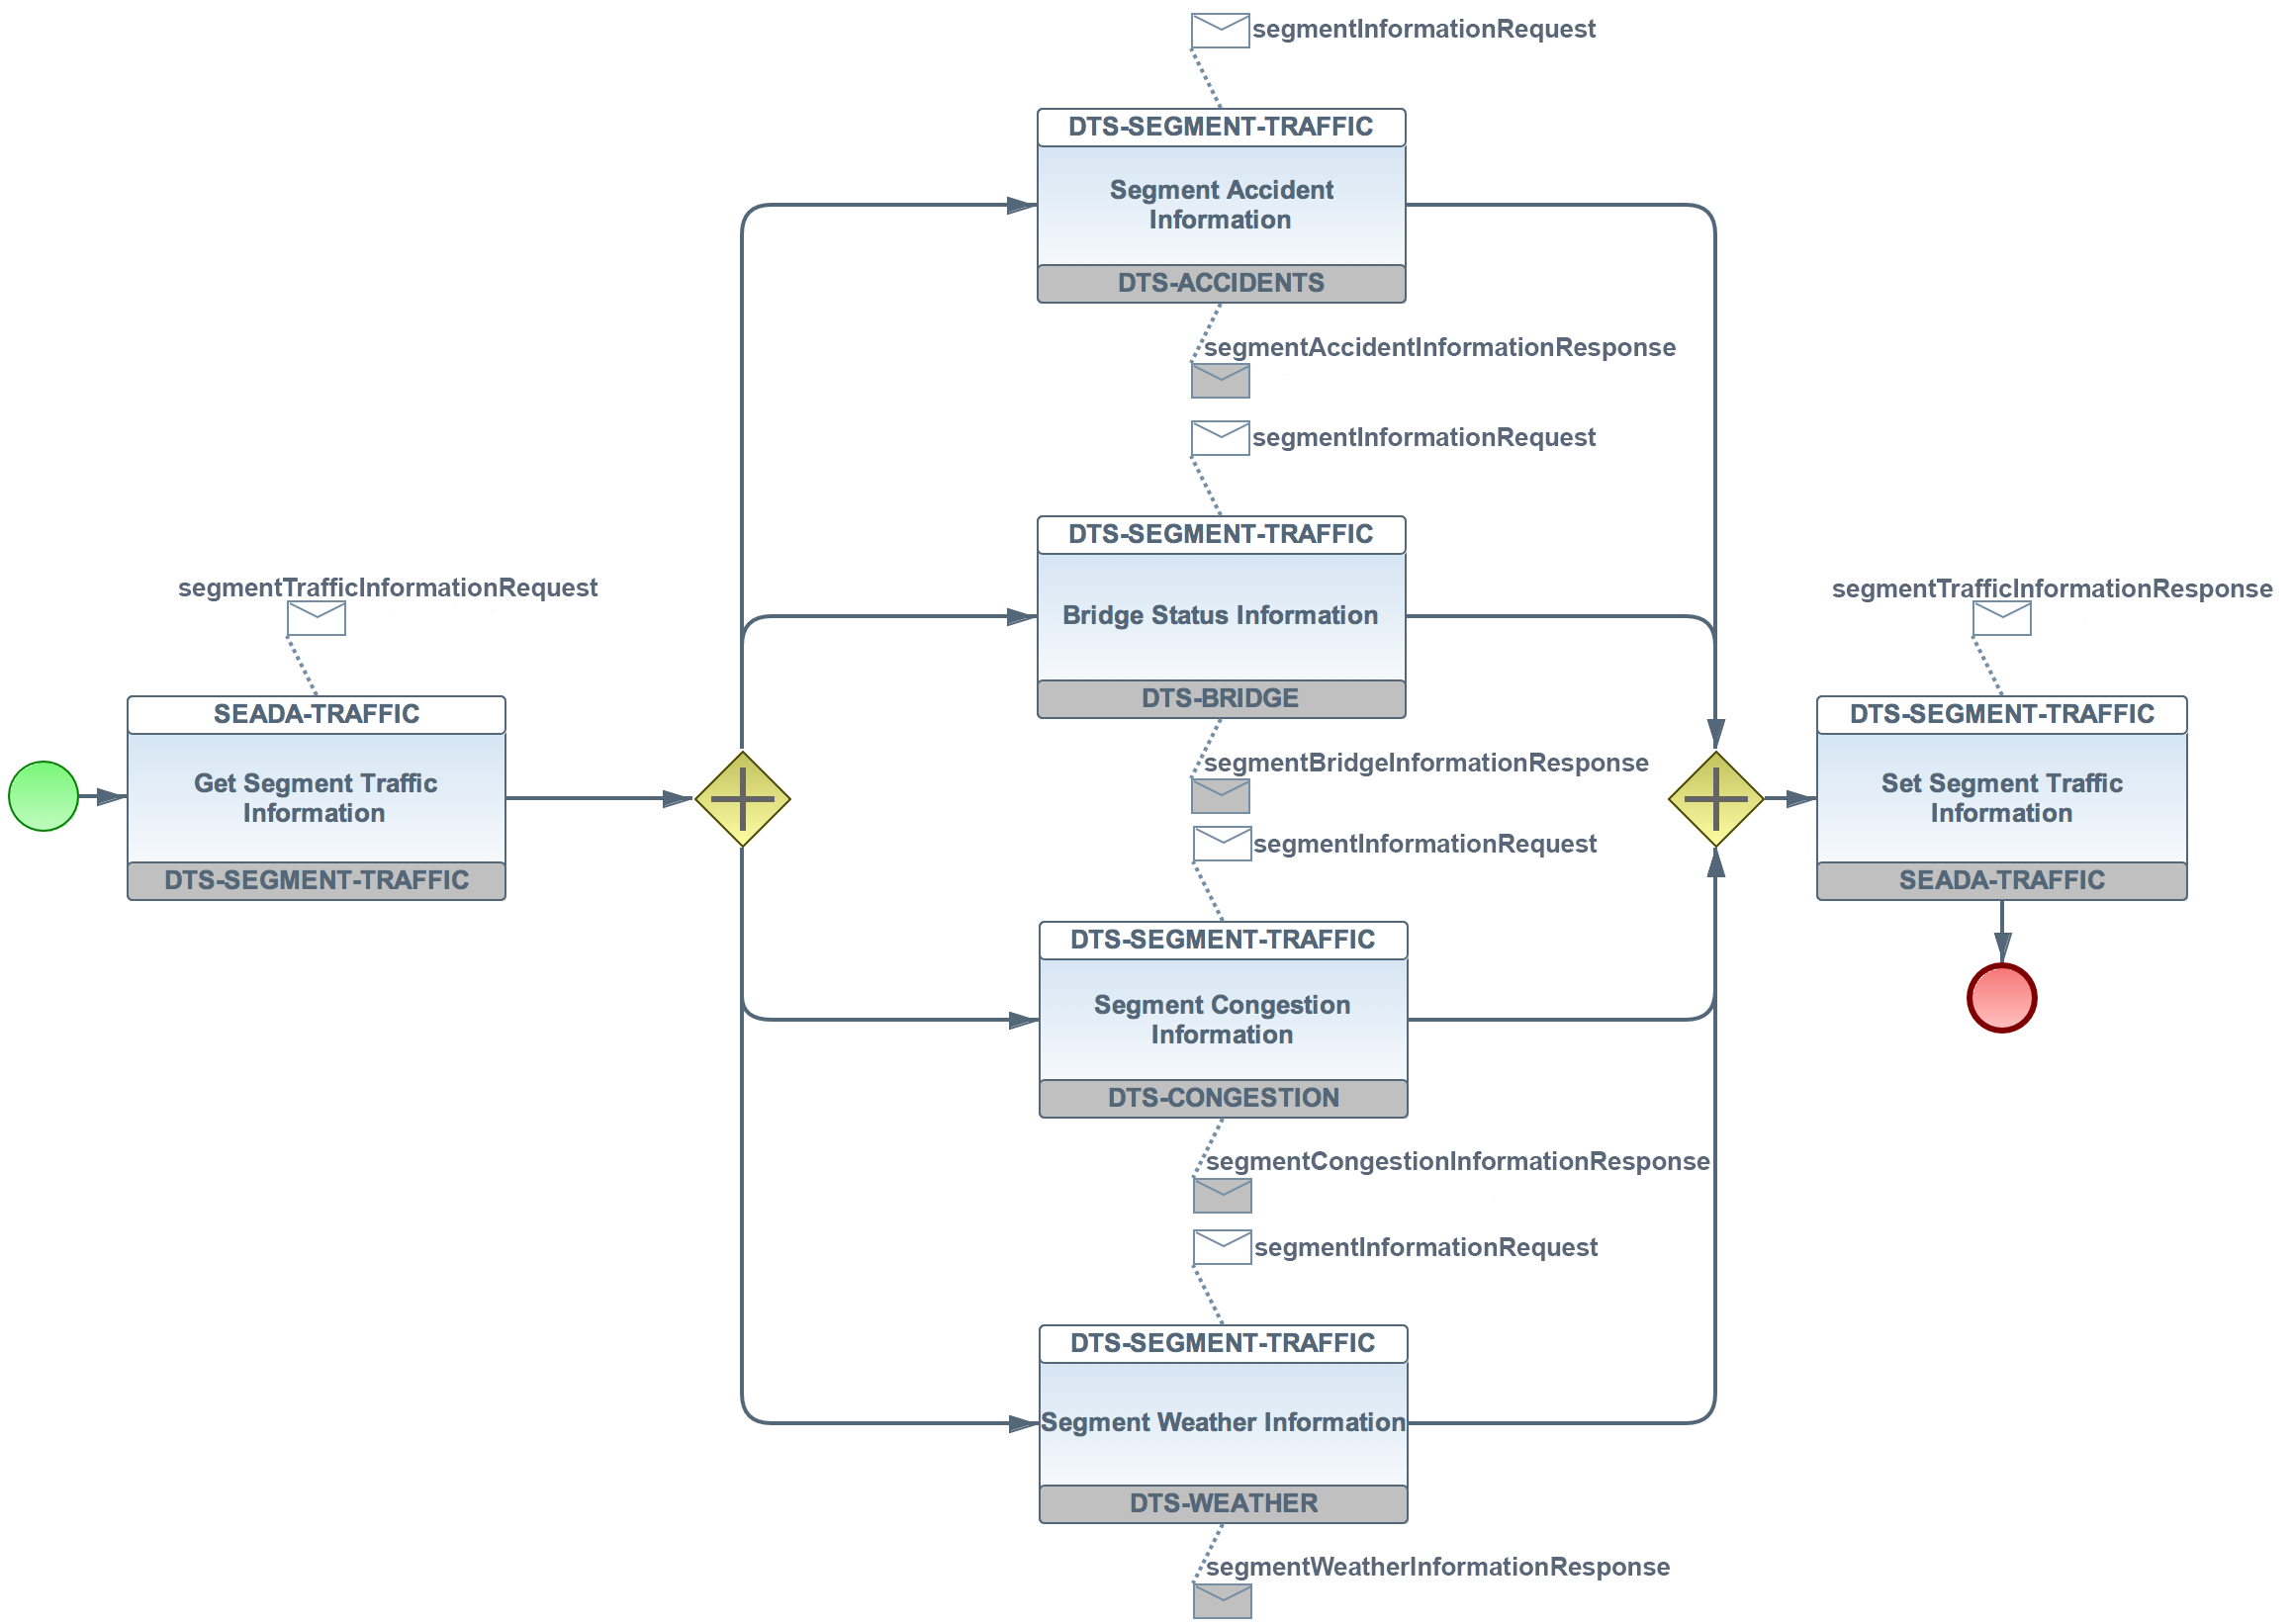 segmentInformationRequest
DTS-SEGMENT-TRAFFIC
Segment Accident
Information
DTS-ACCIDENTS
segmentAccidentInformationResponse
segmentInformationRequest
DTS-SEGMENT-TRAFFIC
Bridge Status Information
DTS-BRIDGE
segmentBridgeInformationResponse
segmentTrafficInformationRequest
SEADA-TRAFFIC
Get Segment Traffic
Information
DTS-SEGMENT-TRAFFIC
segmentInformationRequest
DTS-SEGMENT-TRAFFIC
Segment Congestion
Information
DTS-CONGESTION
segmentCongestionInformationResponse
segmentInformationRequest
DTS-SEGMENT-TRAFFIC
Segment Weather Information
DTS-WEATHER
segmentWeatherInformationResponse
segmentTrafficInformationResponse
DTS-SEGMENT-TRAFFIC
Set Segment Traffic
Information
SEADA-TRAFFIC